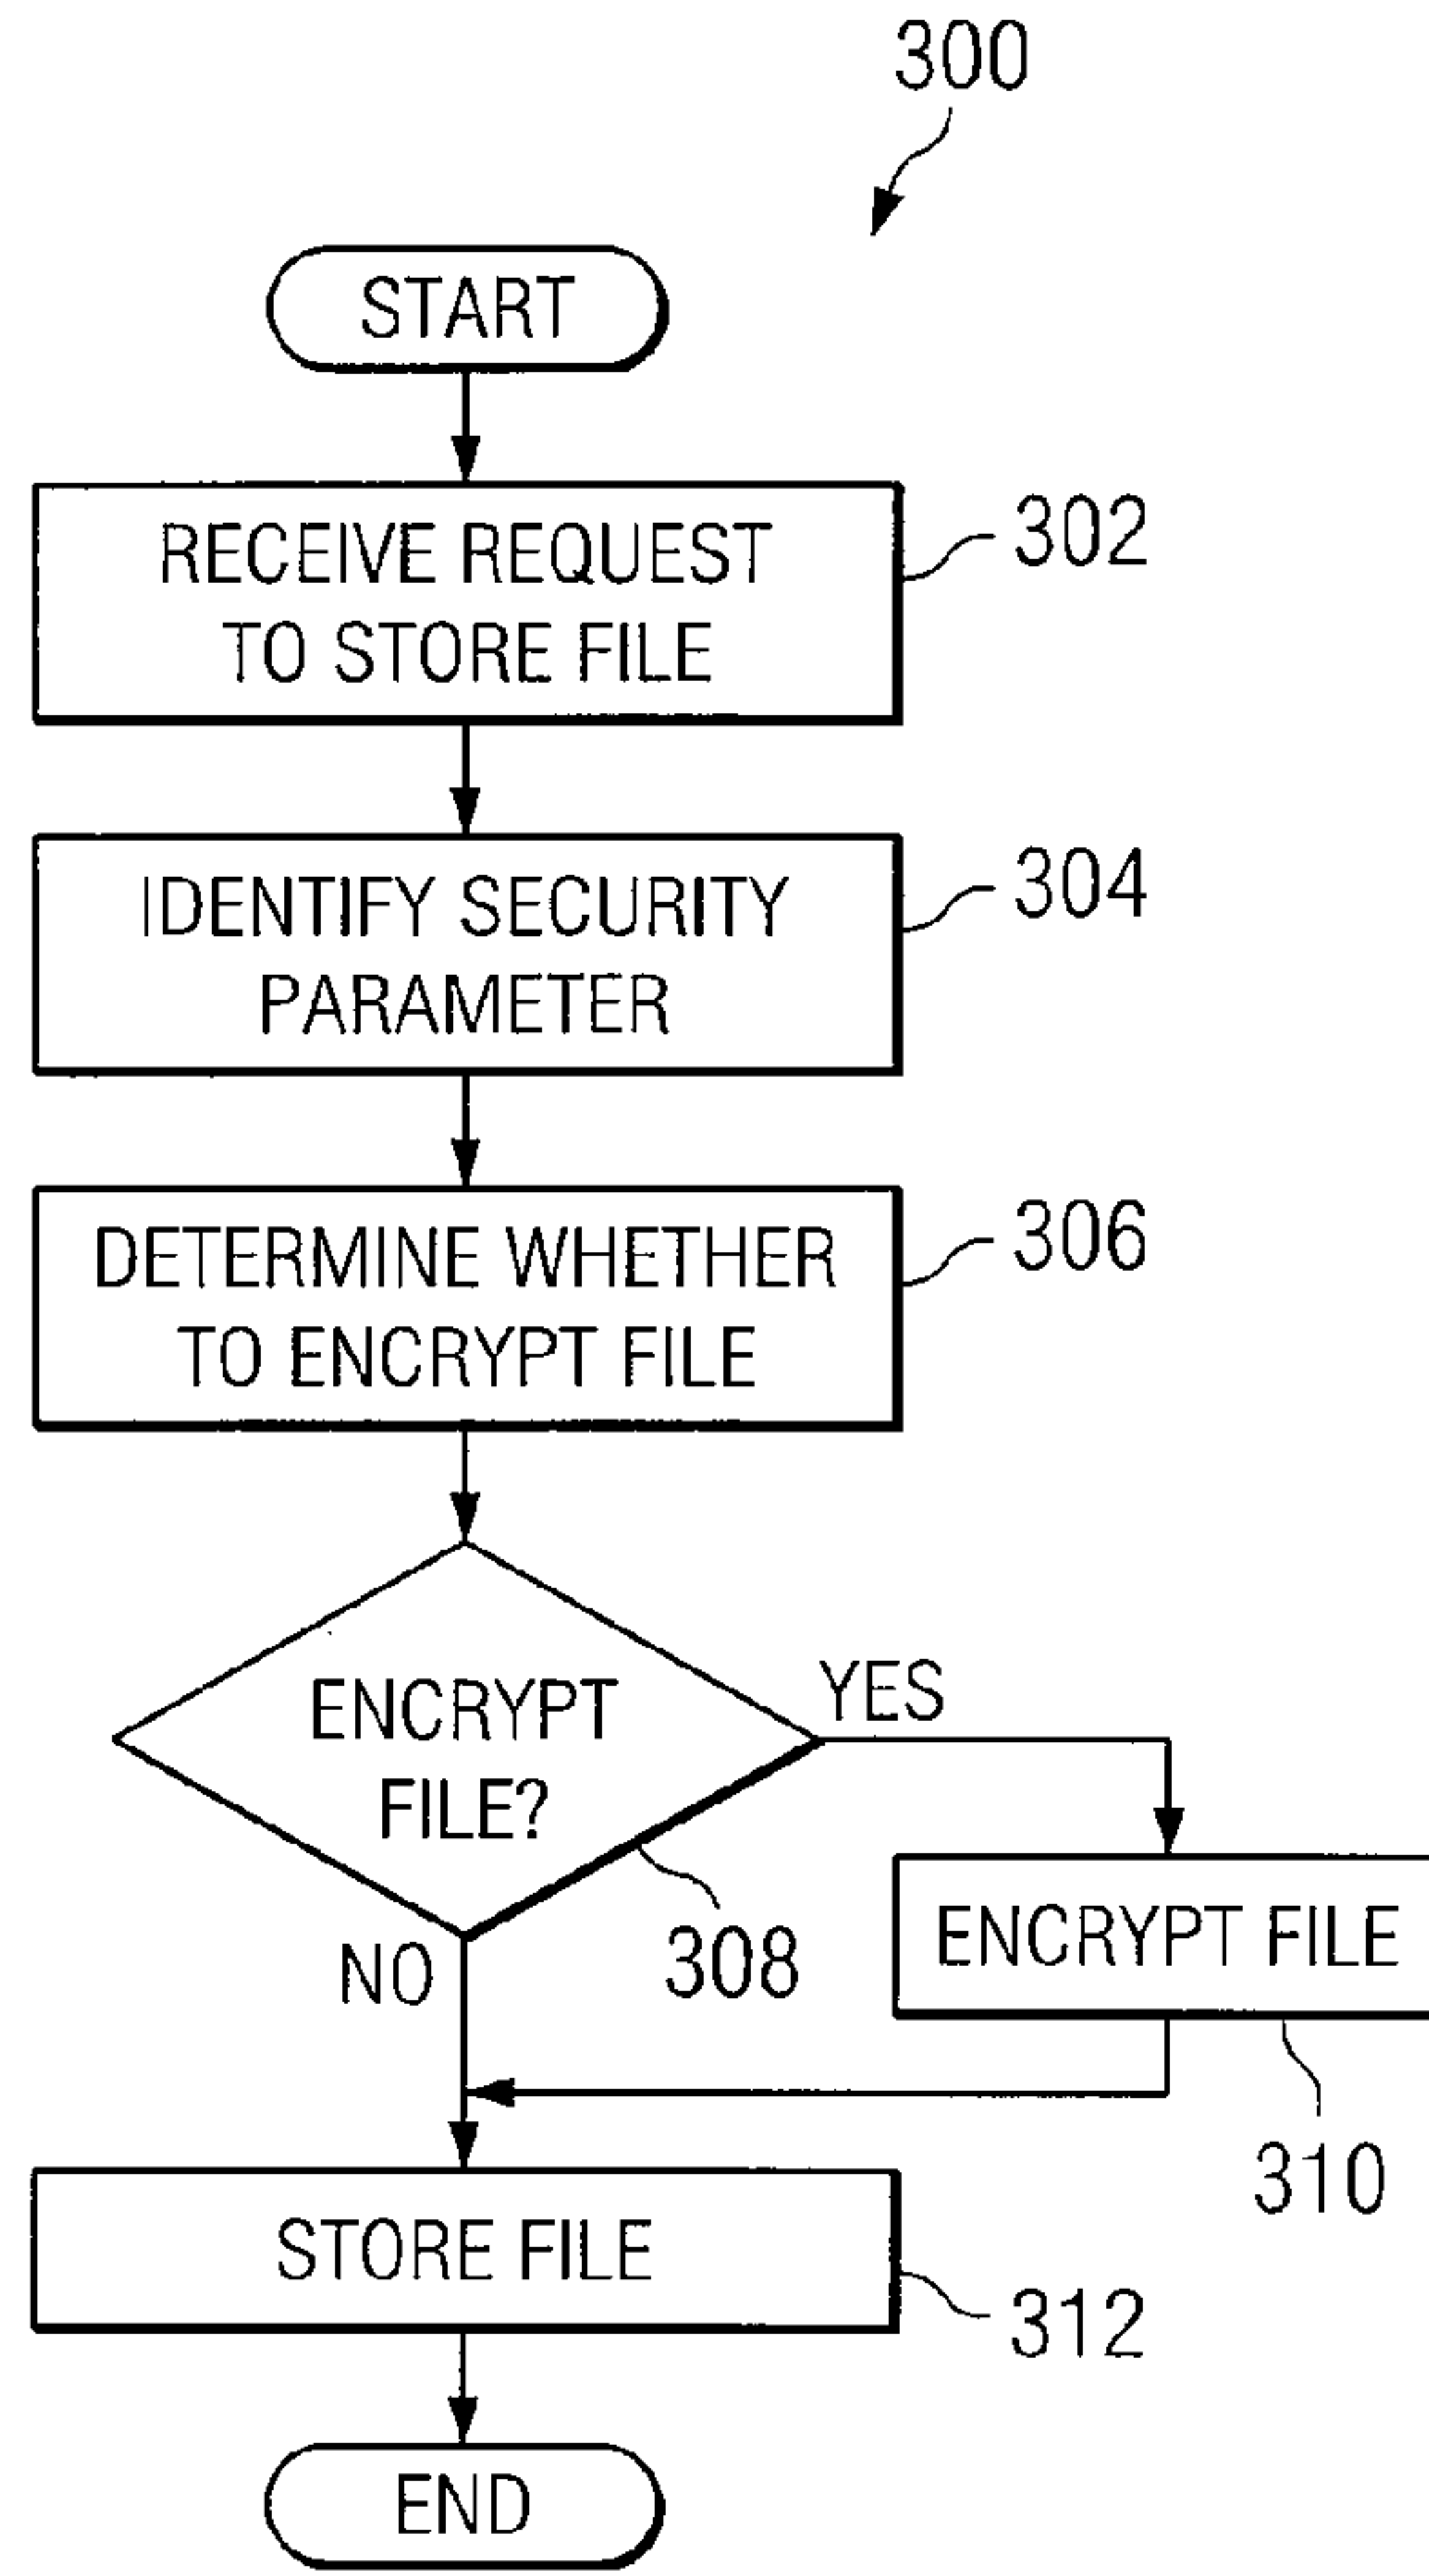 300
START
RECEIVE REQUEST
TO STORE FILE
302
IDENTIFY SECURITY
PARAMETER
304
DETERMINE WHETHER
TO ENCRYPT FILE
306
ENCRYPT
FILE?
YES
NO
308
ENCRYPT FILE
310
STORE FILE
312
END